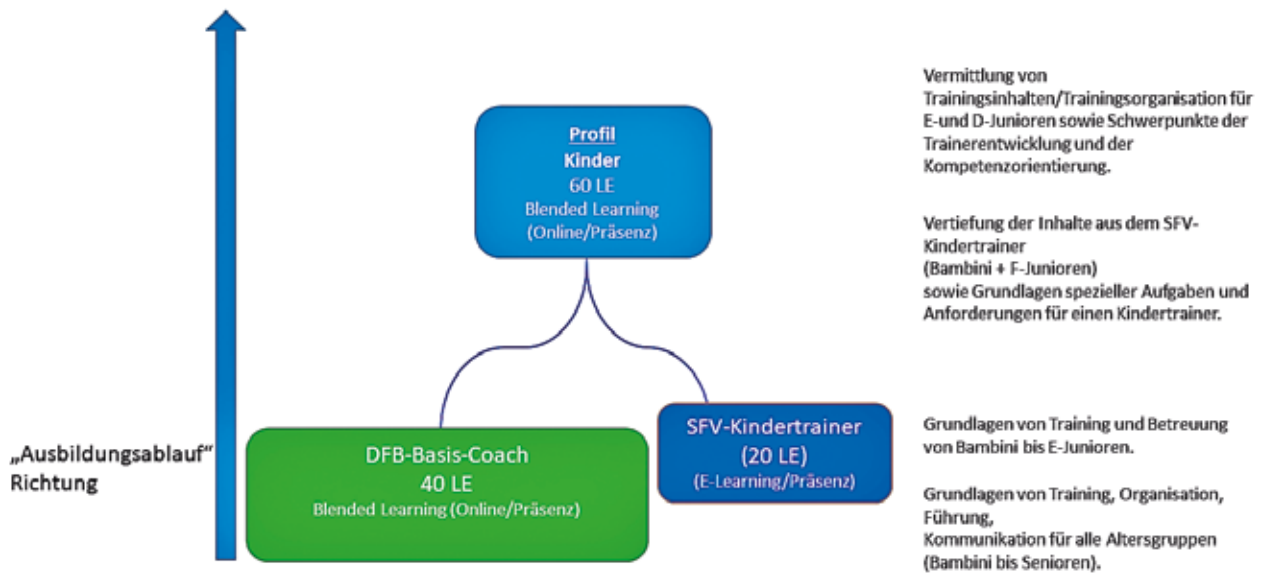 Profil
Kinder
60 LE
Blended Learning
(Online/Präsenz)
Vermittlung von
Trainingsinhalten/Trainingsorganisation für
E-und D-Junioren sowie Schwerpunkte der
Trainerentwicklung und der
Kompetenzorientierung.
Vertiefung der Inhalte aus dem SFV-
Kindertrainer
(Bambini + F-Junioren)
sowie Grundlagen spezieller Aufgaben und
Anforderungen für einen Kindertrainer.
„Ausbildungsablauf“
Richtung
DFB-Basis-Coach
40 LE
Blended Learning (Online/Präsenz)
SFV-Kindertrainer
(20 LE)
(E-Learning/Präsenz)
Grundlagen von Training und Betreuung
von Bambini bis E-Junioren.
Grundlagen von Training, Organisation,
Führung,
Kommunikation für alle Altersgruppen
(Bambini bis Senioren).